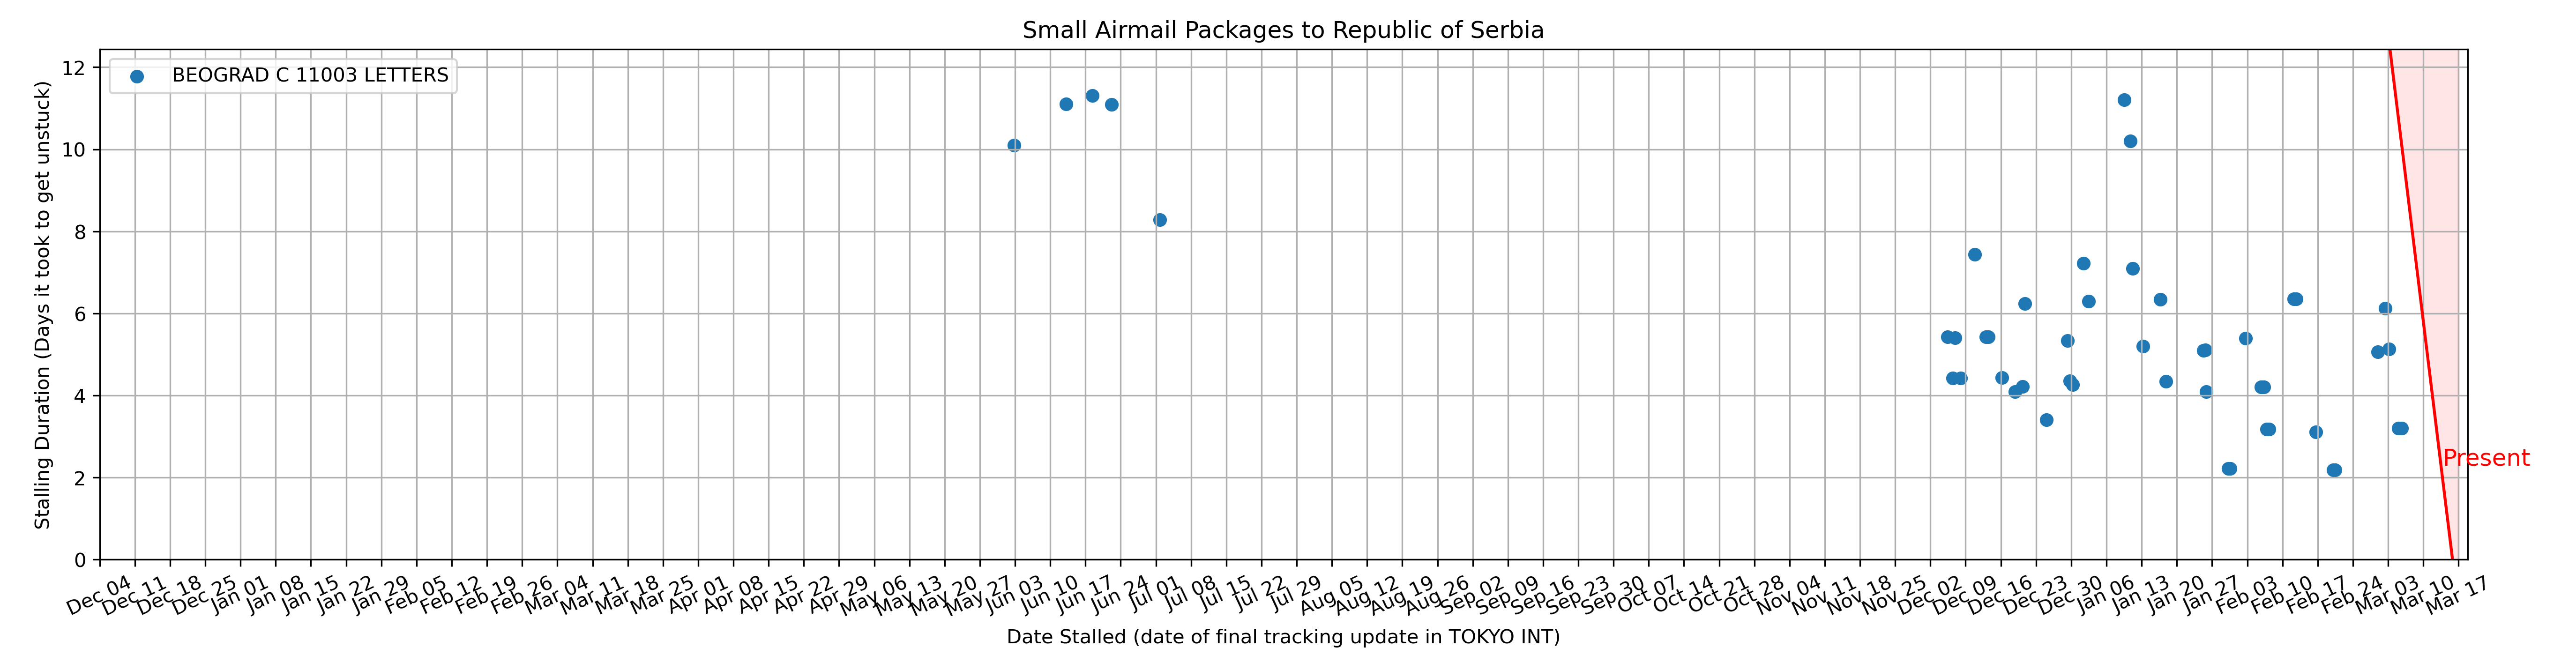 Small Airmail Packages to Republic of Serbia
BEOGRAD C 11003 LETTERS
Stalling Duration (Days it took to get unstuck)
12
10
8
6
4
2
0
Present
Dec 04
Dec 11
Dec 18
Dec 25
Jan 01
Jan 08
Jan 15
Jan 22
Jan 29
Feb 05
Feb 12
Feb 19
Feb 26
Mar 04
Mar 11
Mar 18
Mar 25
Apr 01
Apr 08
Apr 15
Apr 22
Apr 29
May 06
May 13
May 20
May 27
Jun 03
Jun 10
Jun 17
Jun 24
Jul 01
Jul 08
Jul 15
Jul 22
Jul 29
Aug 05
Aug 12
Aug 19
Aug 26
Sep 02
Sep 09
Sep 16
Sep 23
Sep 30
Oct 07
Oct 14
Oct 21
Oct 28
Nov 04
Nov 11
Nov 18
Nov 25
Dec 02
Dec 09
Dec 16
Dec 23
Dec 30
Jan 06
Jan 13
Jan 20
Jan 27
Feb 03
Feb 10
Feb 17
Feb 24
Mar 03
Mar 10
Mar 17
Date Stalled (date of final tracking update in TOKYO INT)